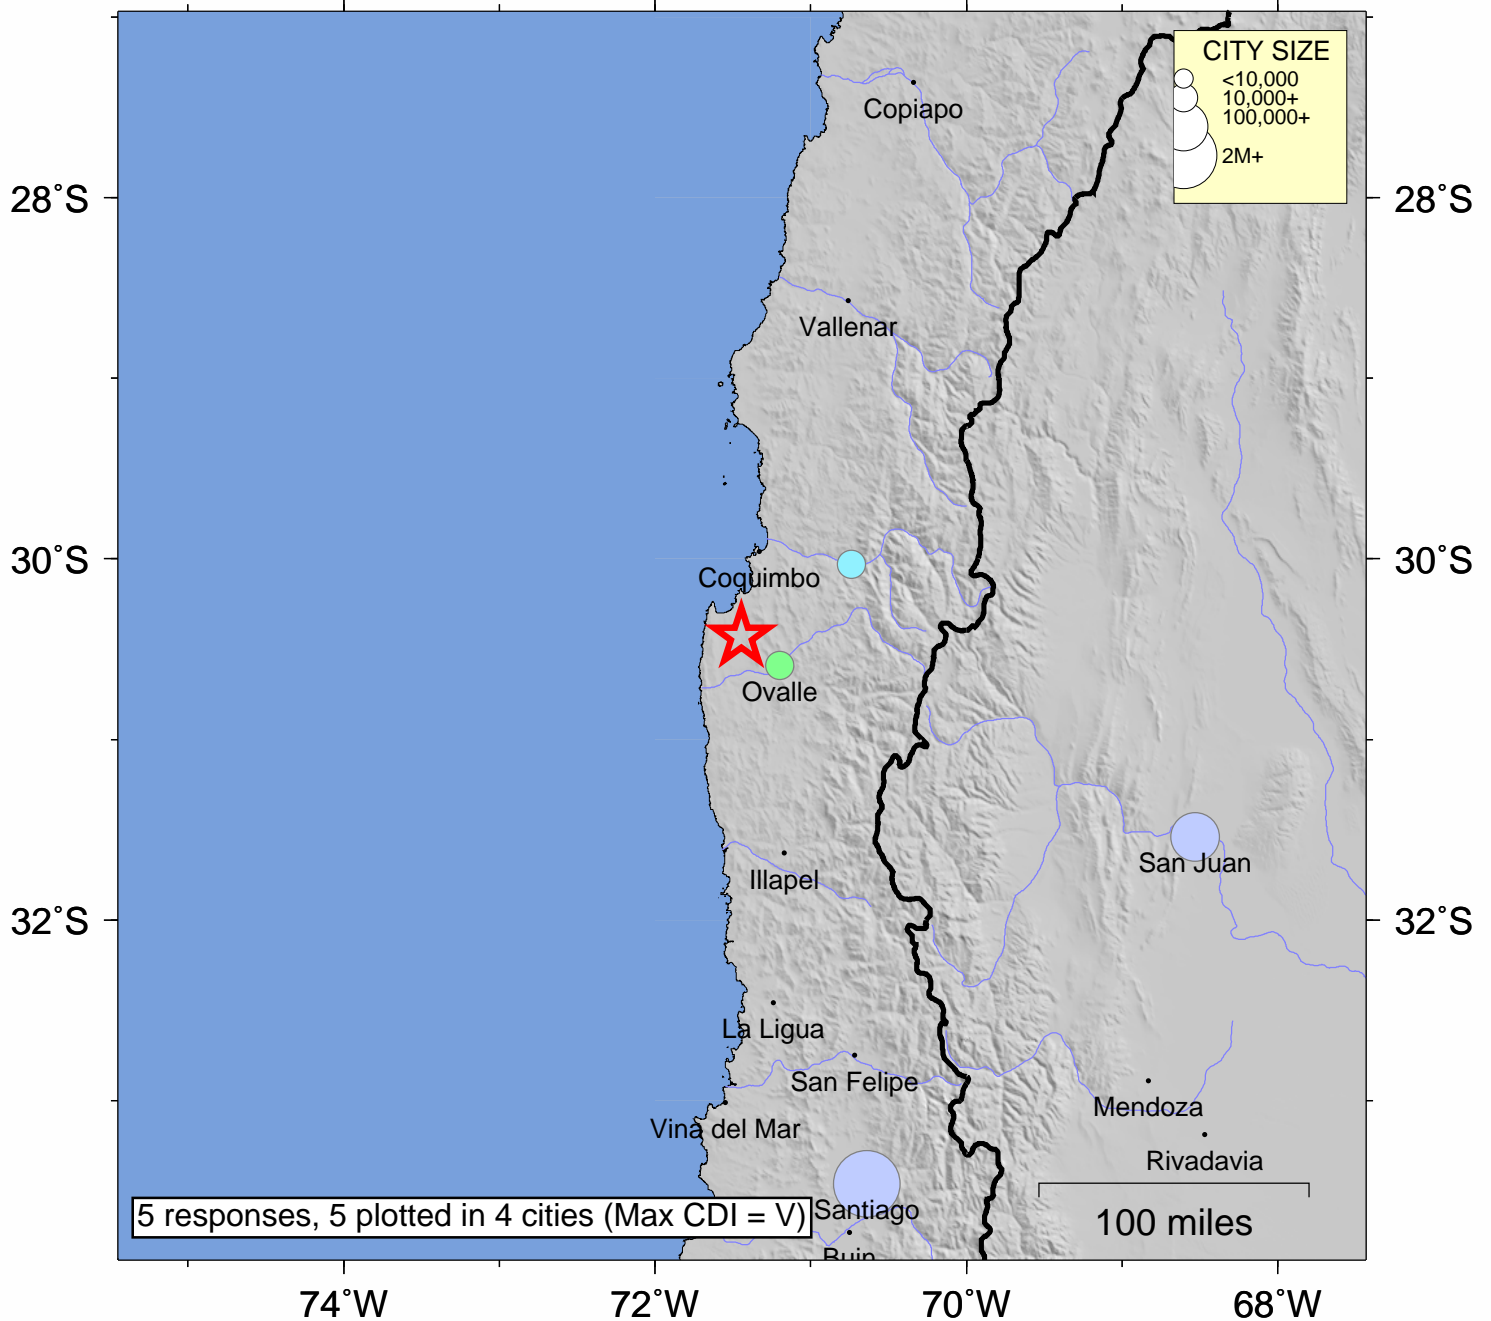 CITY SIZE
<10,000
10,000+
100,000+
2M+
Copiapo
28°S
28°S
Vallenar
30°S
30°S
Coquimbo
Ovalle
San Juan
Illapel
32°S
32°S
La Ligua
San Felipe
Mendoza
Vina del Mar
Rivadavia
Santiago
5 responses, 5 plotted in 4 cities (Max CDI = V)
100 miles
Buin
74°W
72°W
70°W
68°W